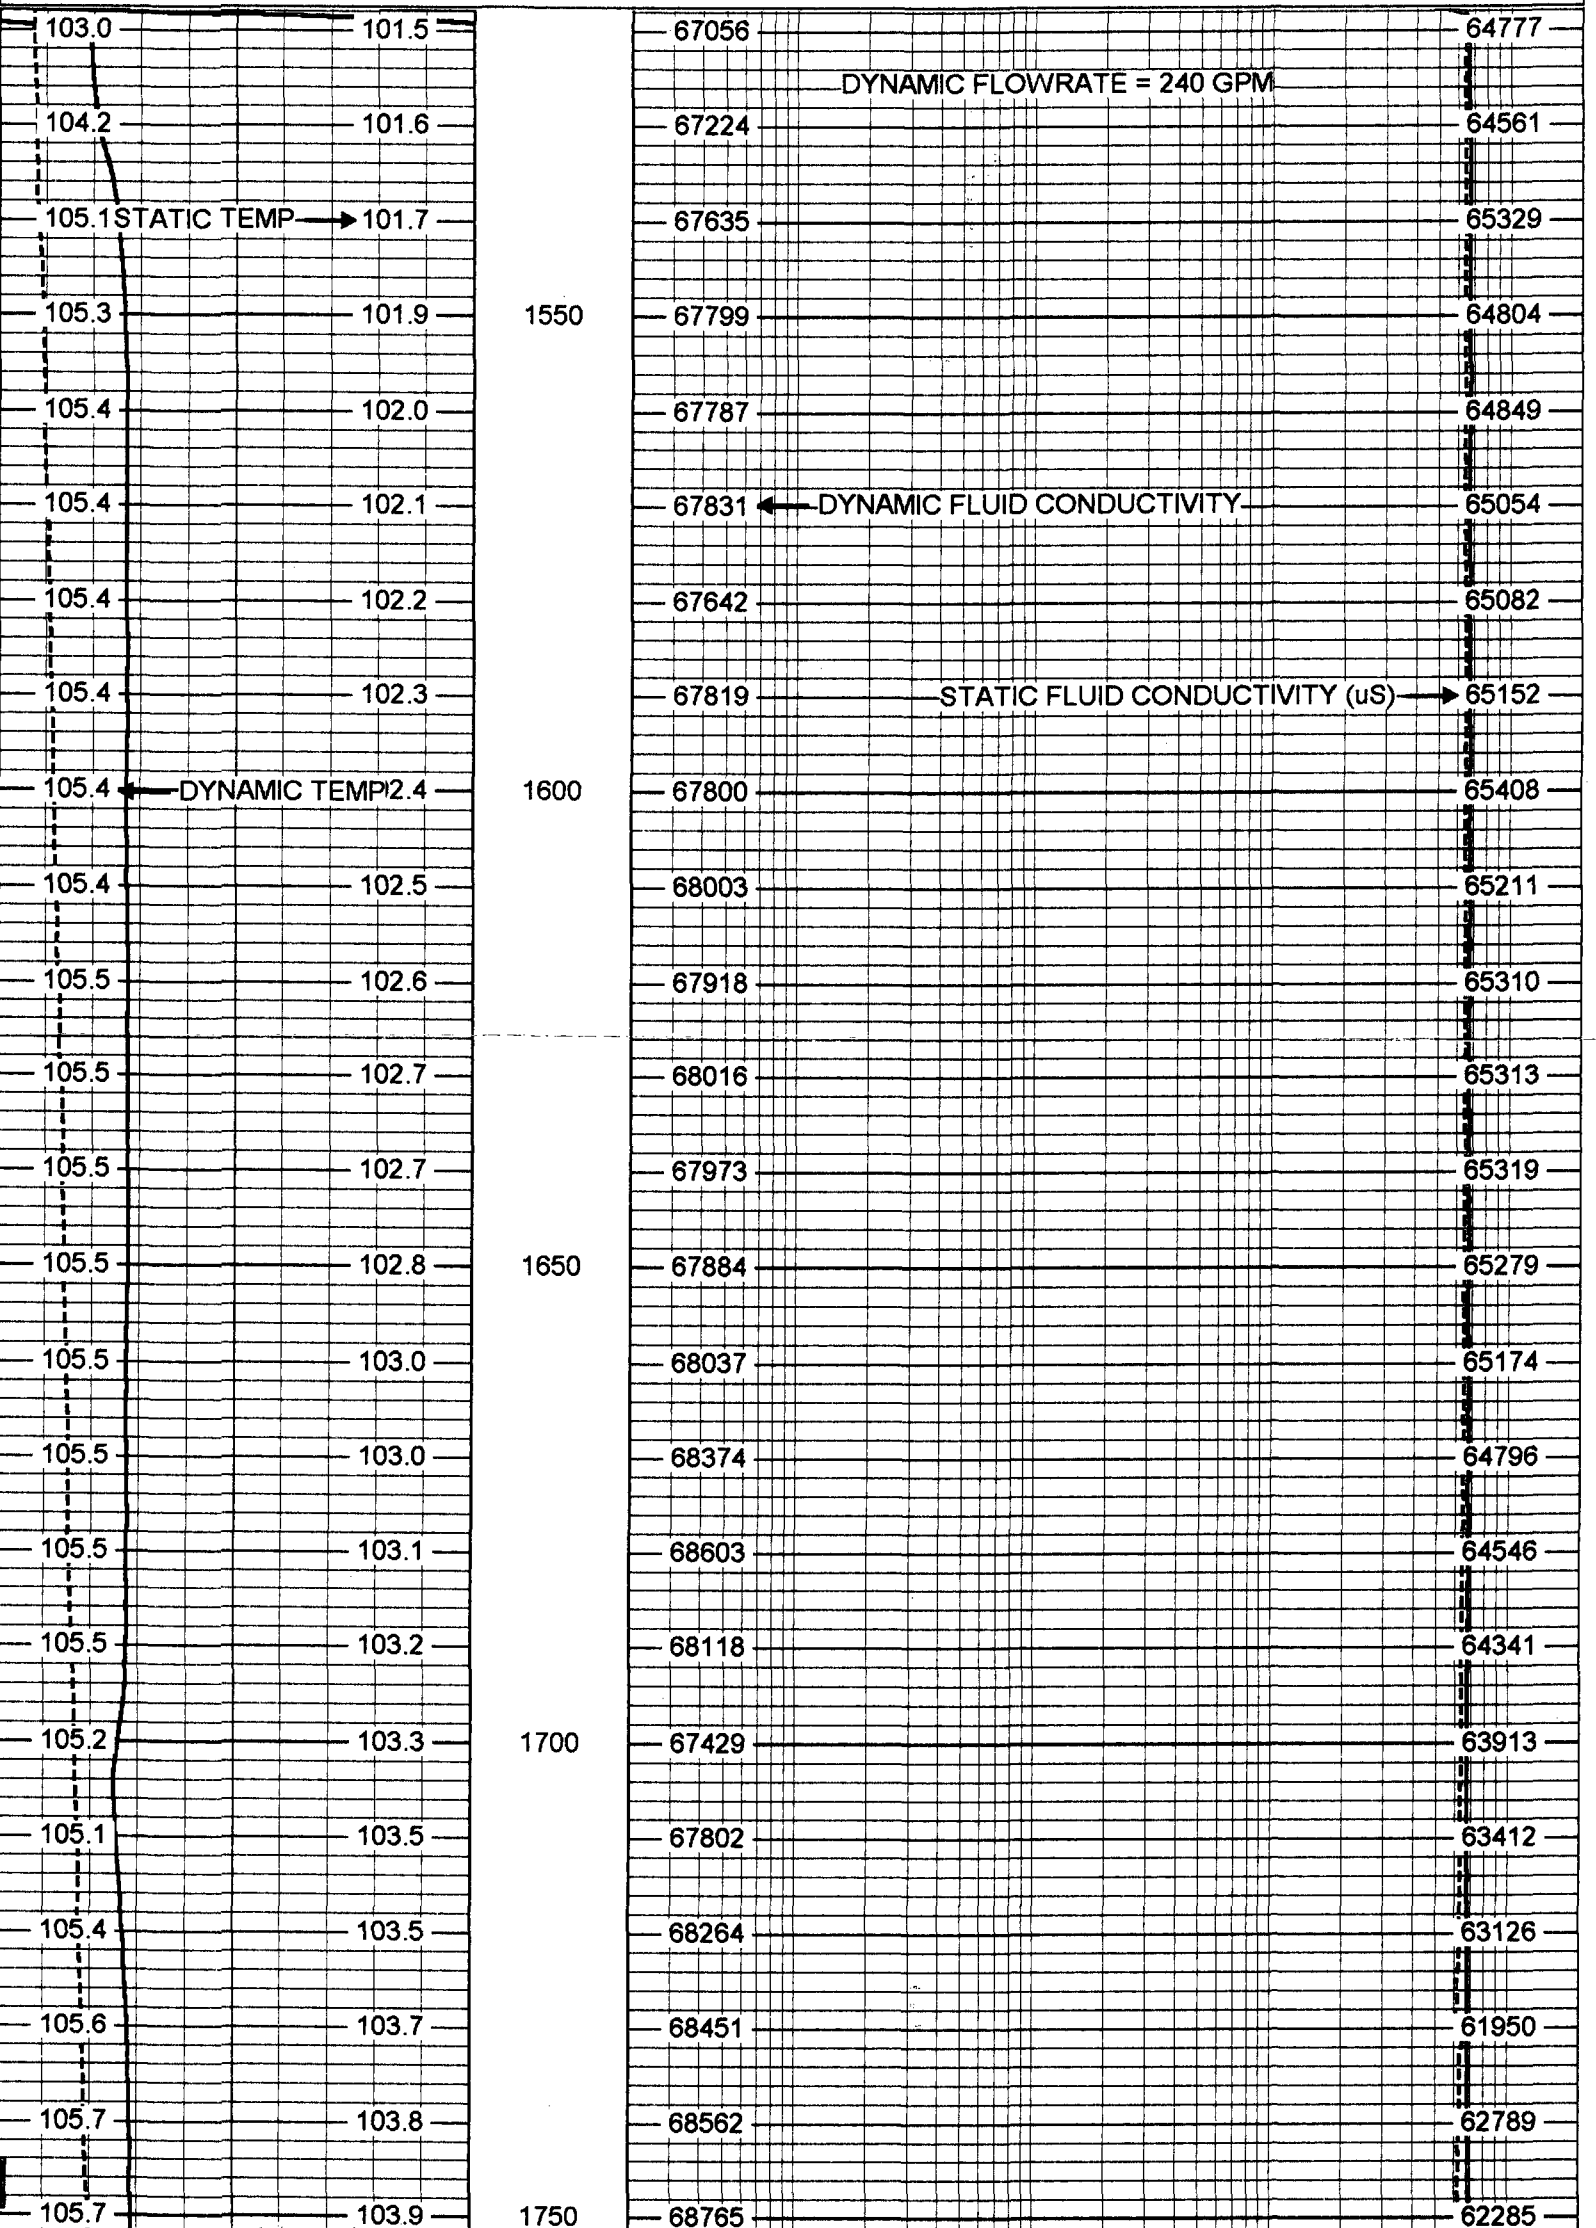 103.0 101.5 67056 64777
DYNAMIC FLOWRATE = 240 GPM
104.2 101.6 67224 64561
105.1 STATIC TEMP → 101.7 67635 65329
105.3 101.9 1550 67799 64804
105.4 102.0 67787 64849
105.4 102.1 67831 ← DYNAMIC FLUID CONDUCTIVITY 65054
105.4 102.2 67642 65082
105.4 102.3 67819 STATIC FLUID CONDUCTIVITY (uS) → 65152
105.4 ← DYNAMIC TEMP 2.4 1600 67800 65408
105.4 102.5 68003 65211
105.5 102.6 67918 65310
105.5 102.7 68016 65313
105.5 102.7 67973 65319
105.5 102.8 1650 67884 65279
105.5 103.0 68037 65174
105.5 103.0 68374 64796
105.5 103.1 68603 64546
105.5 103.2 68118 64341
105.2 103.3 1700 67429 63913
105.1 103.5 67802 63412
105.4 103.5 68264 63126
105.6 103.7 68451 61950
105.7 103.8 68562 62789
105.7 103.9 1750 68765 62285